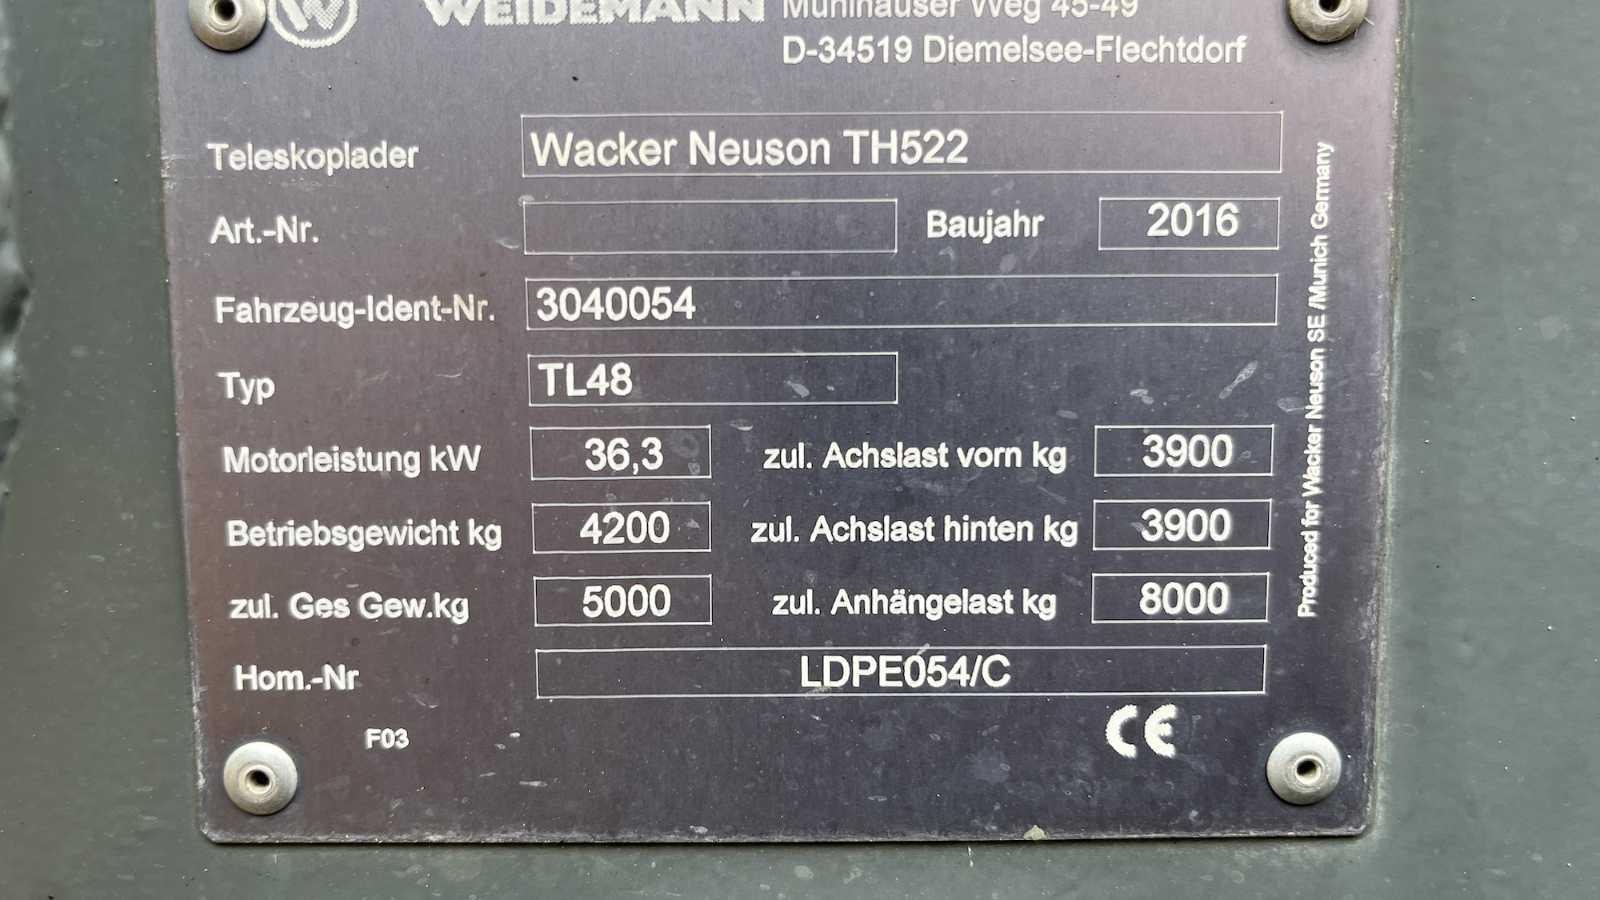 W WEIDEMANN Mühlhäuser Weg 45-49
D-34519 Diemelsee-Flechtdorf
Teleskoplader Wacker Neuson TH522
Art.-Nr. Baujahr 2016
Fahrzeug-Ident-Nr. 3040054
Typ TL48
Motorleistung kW 36,3 zul. Achslast vorn kg 3900
Betriebsgewicht kg 4200 zul. Achslast hinten kg 3900
zul. Ges Gew.kg 5000 zul. Anhängelast kg 8000
Hom.-Nr LDPE054/C
F03 CE
Produced for Wacker Neuson SE /Munich Germany